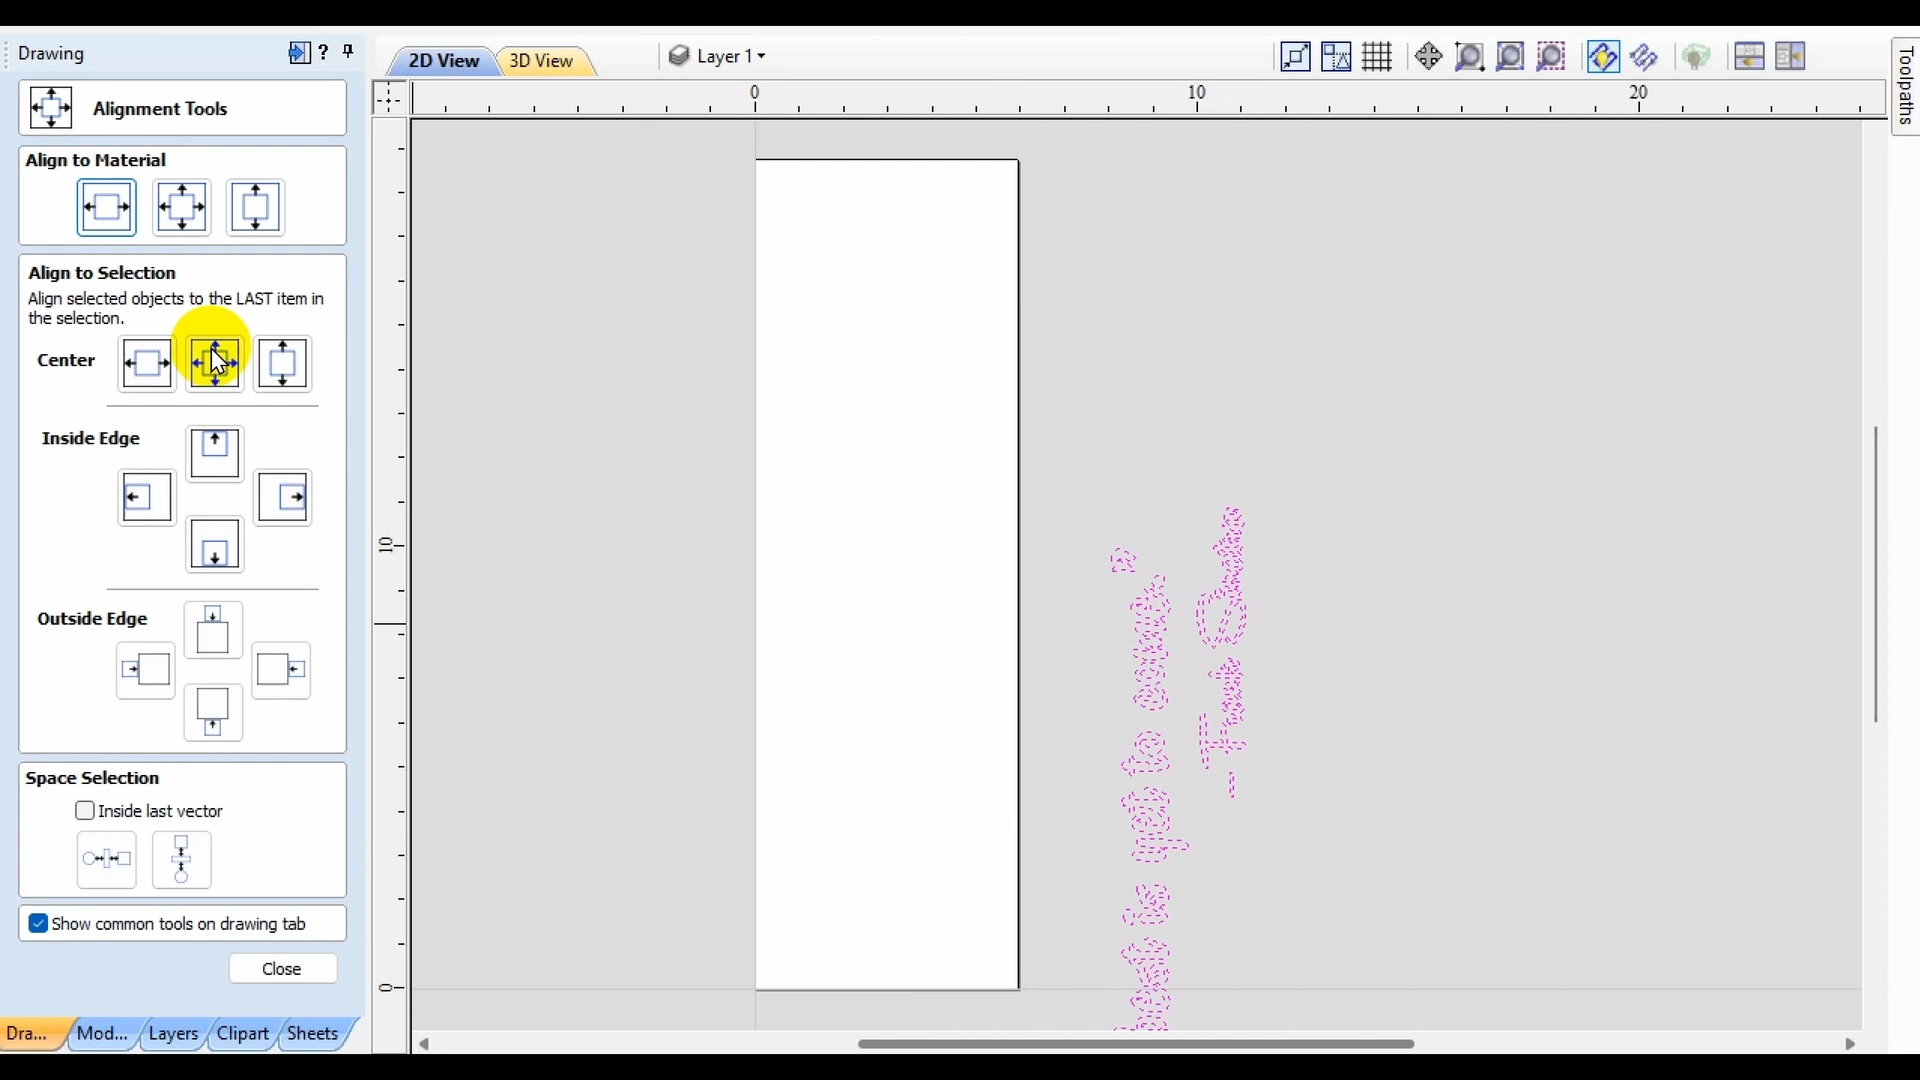 Drawing
?
Alignment Tools
Align to Material
Align to Selection
Align selected objects to the LAST item in
the selection.
Center
Inside Edge
Outside Edge
Space Selection
Inside last vector
Show common tools on drawing tab
Close
Dra...
Mod...
Layers
Clipart
Sheets
2D View
3D View
Layer 1
0
10
20
10
0
Toolpaths